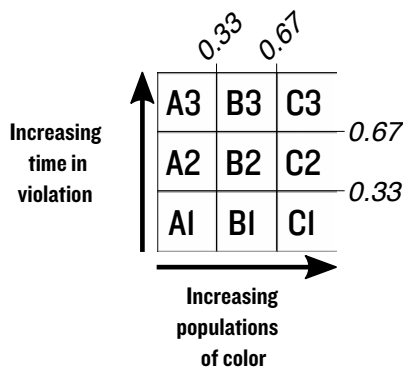 0.33 0.67
A3 B3 C3
Increasing
time in
violation
0.67
A2 B2 C2
0.33
A1 B1 C1
Increasing
populations
of color